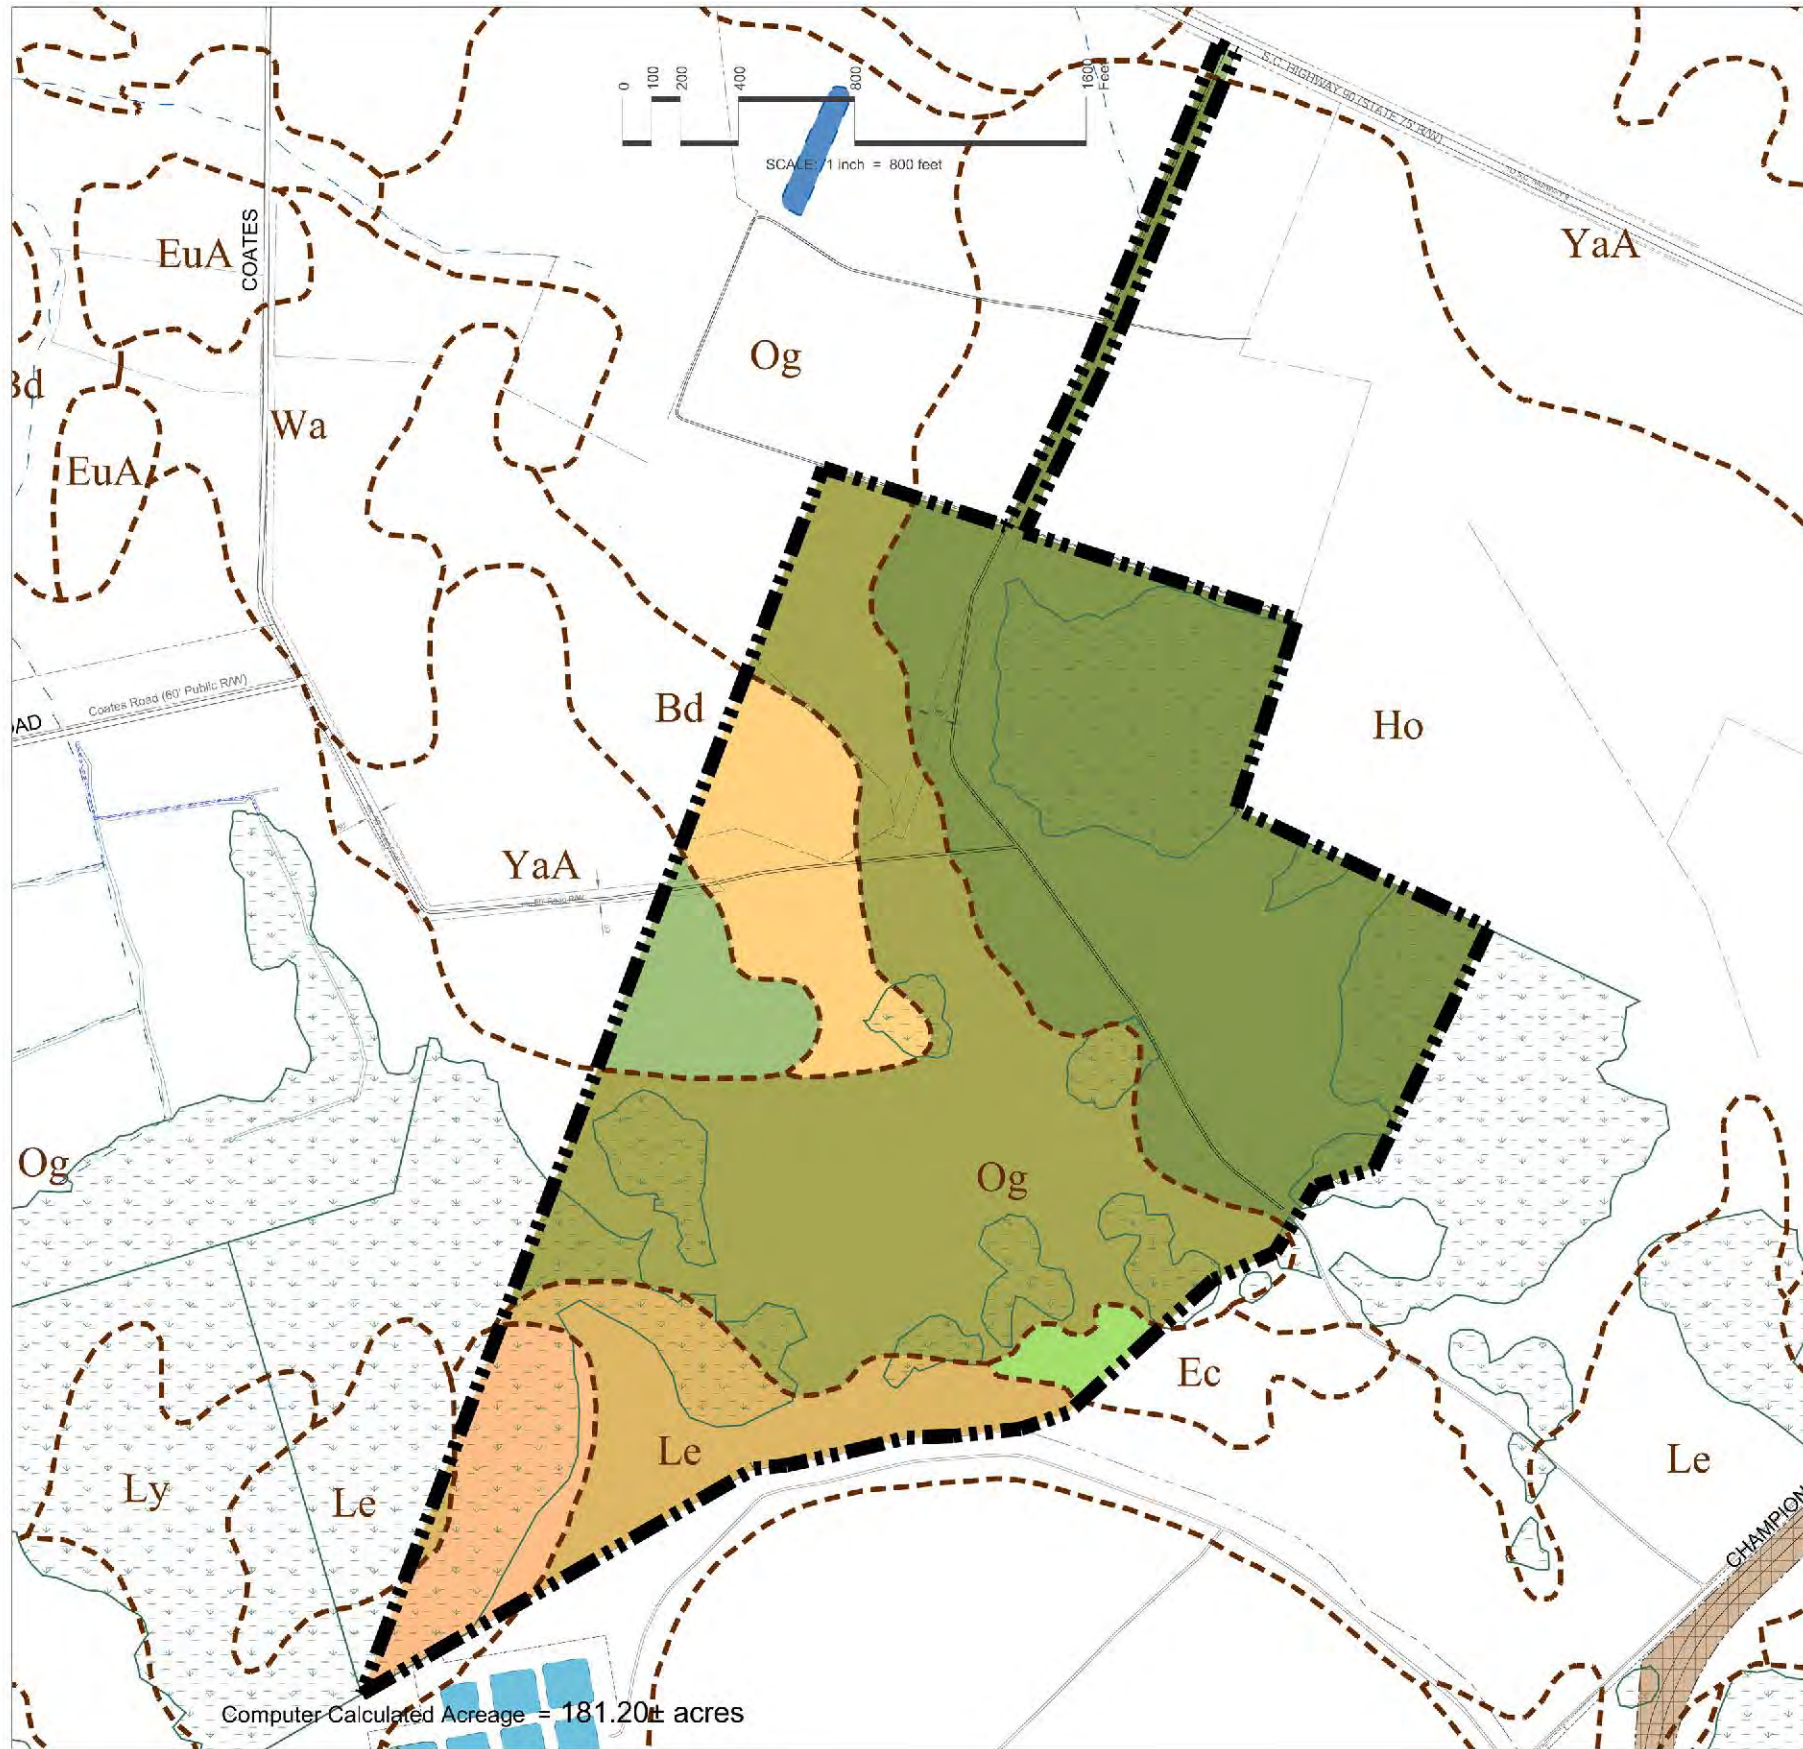 0
100
200
400
800
1600
Feet
SCALE: 1 inch = 800 feet
S.C. HIGHWAY 90 (STATE 75' R/W)
YaA
EuA
COATES
Og
Bd
Wa
EuA
Coates Road (60' Public R/W)
OAD
Bd
Ho
YaA
Og
Og
Ec
Le
Le
Ly
Le
CHAMPION
Computer Calculated Acreage = 181.20± acres